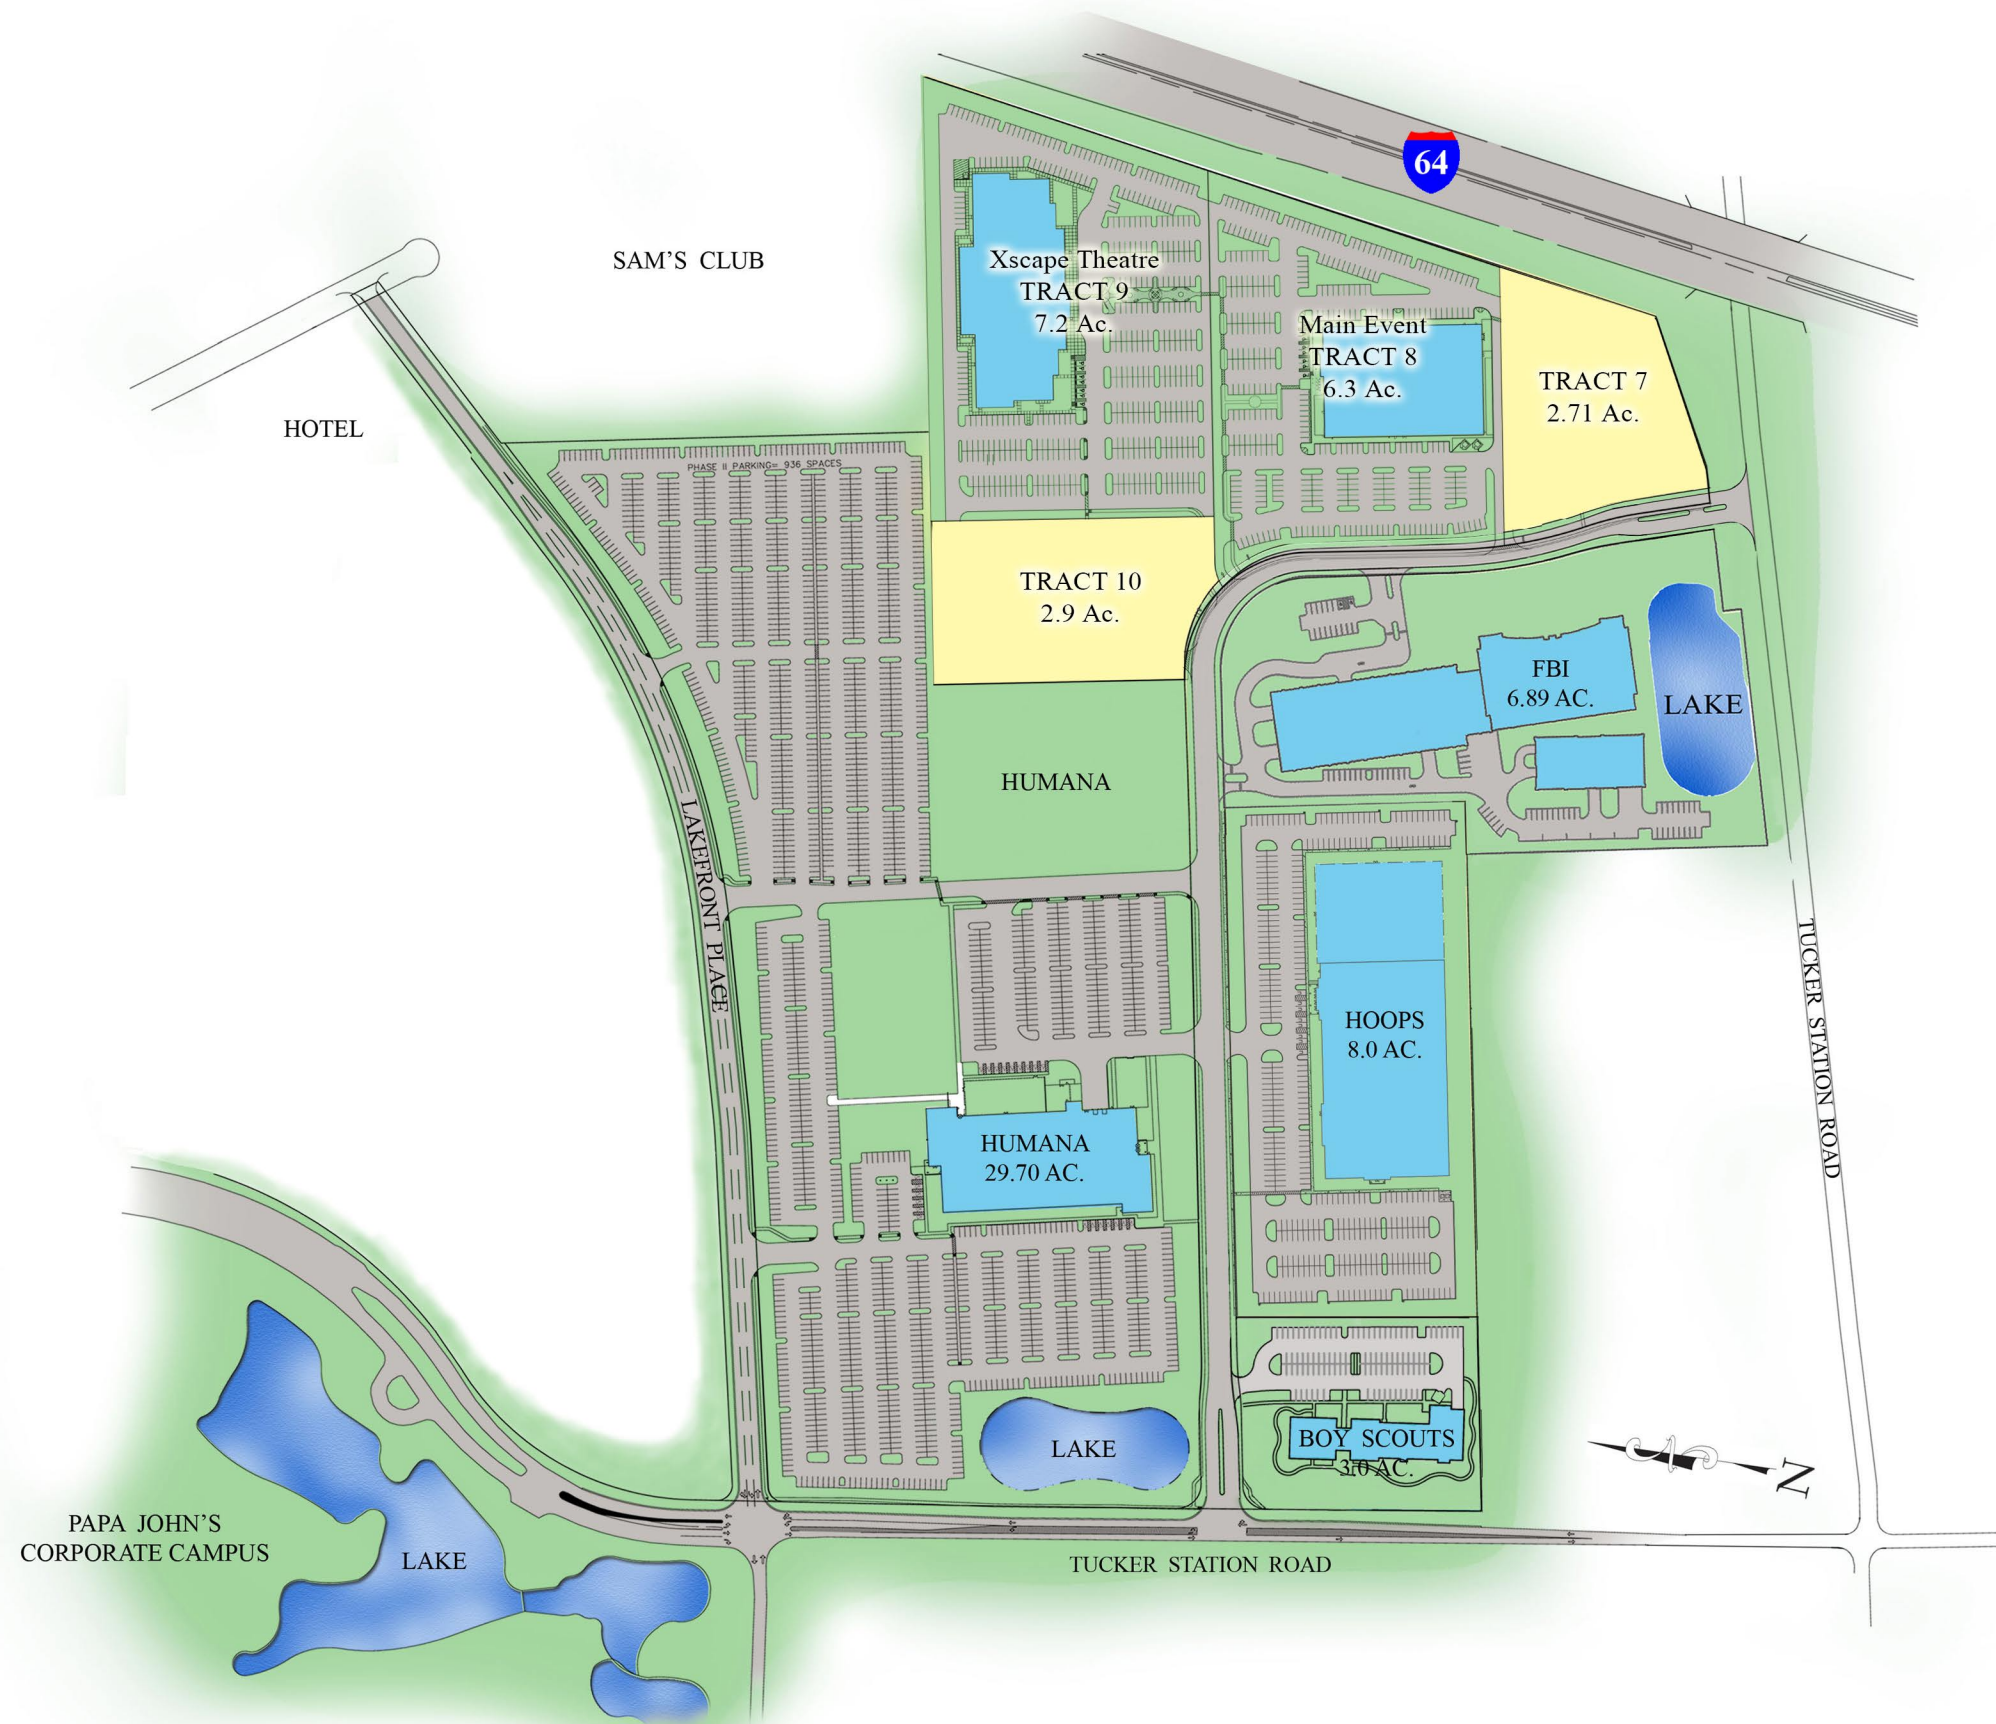 64
SAM'S CLUB
Xscape Theatre
TRACT 9
7.2 Ac.
Main Event
TRACT 8
6.3 Ac.
TRACT 7
2.71 Ac.
HOTEL
PHASE II PARKING= 936 SPACES
TRACT 10
2.9 Ac.
FBI
6.89 AC.
LAKE
HUMANA
LAKEFRONT PLACE
TUCKER STATION ROAD
HOOPS
8.0 AC.
HUMANA
29.70 AC.
BOY SCOUTS
3.0 AC.
LAKE
N
PAPA JOHN'S
CORPORATE CAMPUS
LAKE
TUCKER STATION ROAD